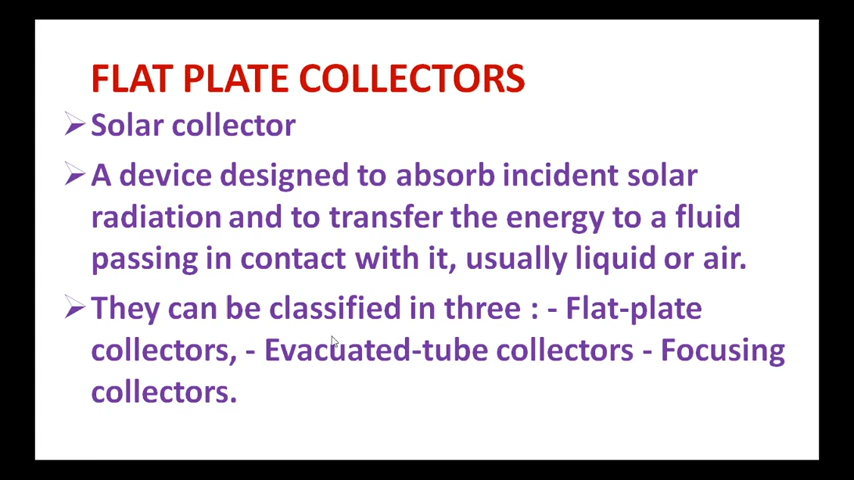 FLAT PLATE COLLECTORS
Solar collector
A device designed to absorb incident solar
radiation and to transfer the energy to a fluid
passing in contact with it, usually liquid or air.
They can be classified in three : - Flat-plate
collectors, - Evacuated-tube collectors - Focusing
collectors.